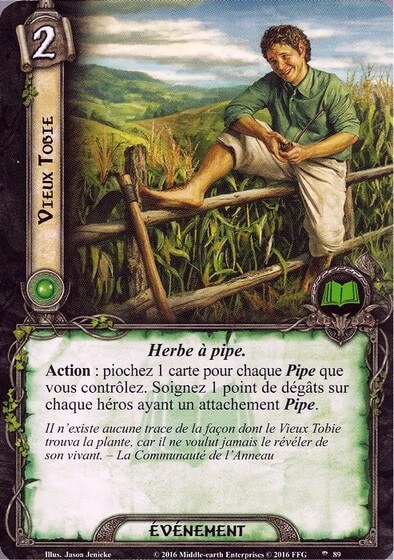 2
VIEUX TOBIE
Herbe à pipe.
Action : piochez 1 carte pour chaque Pipe que
vous contrôlez. Soignez 1 point de dégâts sur
chaque héros ayant un attachement Pipe.
Il n'existe aucune trace de la façon dont le Vieux Tobie
trouva la plante, car il ne voulut jamais le révéler de
son vivant. – La Communauté de l'Anneau
ÉVÉNEMENT
Illus. Jason Jenicke © 2016 Middle-earth Enterprises © 2016 FFG 89